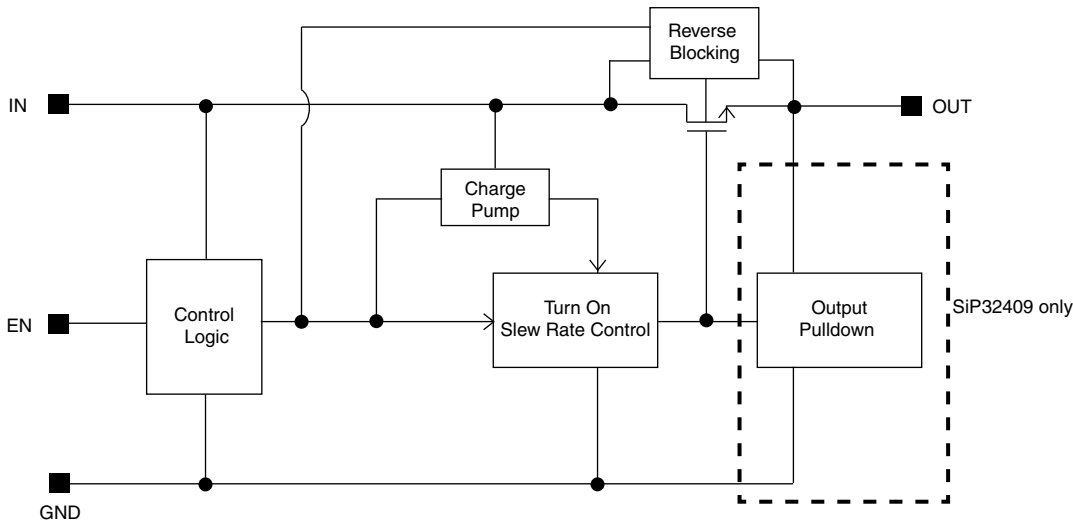 Reverse
Blocking
IN
OUT
Charge
Pump
Control
Logic
EN
Turn On
Slew Rate Control
Output
Pulldown
SiP32409 only
GND